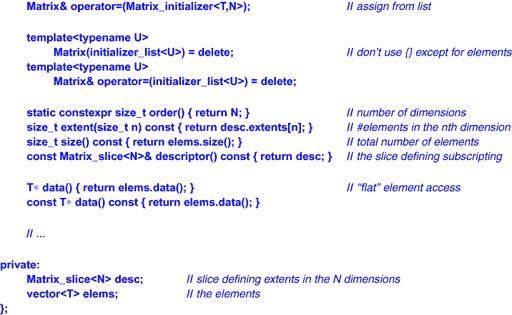 Matrix& operator=(Matrix_initializer<T,N>); // assign from list
template<typename U>
Matrix(initializer_list<U>) = delete; // don't use {} except for elements
template<typename U>
Matrix& operator=(initializer_list<U>) = delete;
static constexpr size_t order() { return N; } // number of dimensions
size_t extent(size_t n) const { return desc.extents[n]; } // #elements in the nth dimension
size_t size() const { return elems.size(); } // total number of elements
const Matrix_slice<N>& descriptor() const { return desc; } // the slice defining subscripting
T* data() { return elems.data(); } // “flat” element access
const T* data() const { return elems.data(); }
// ...
private:
Matrix_slice<N> desc; // slice defining extents in the N dimensions
vector<T> elems; // the elements
};